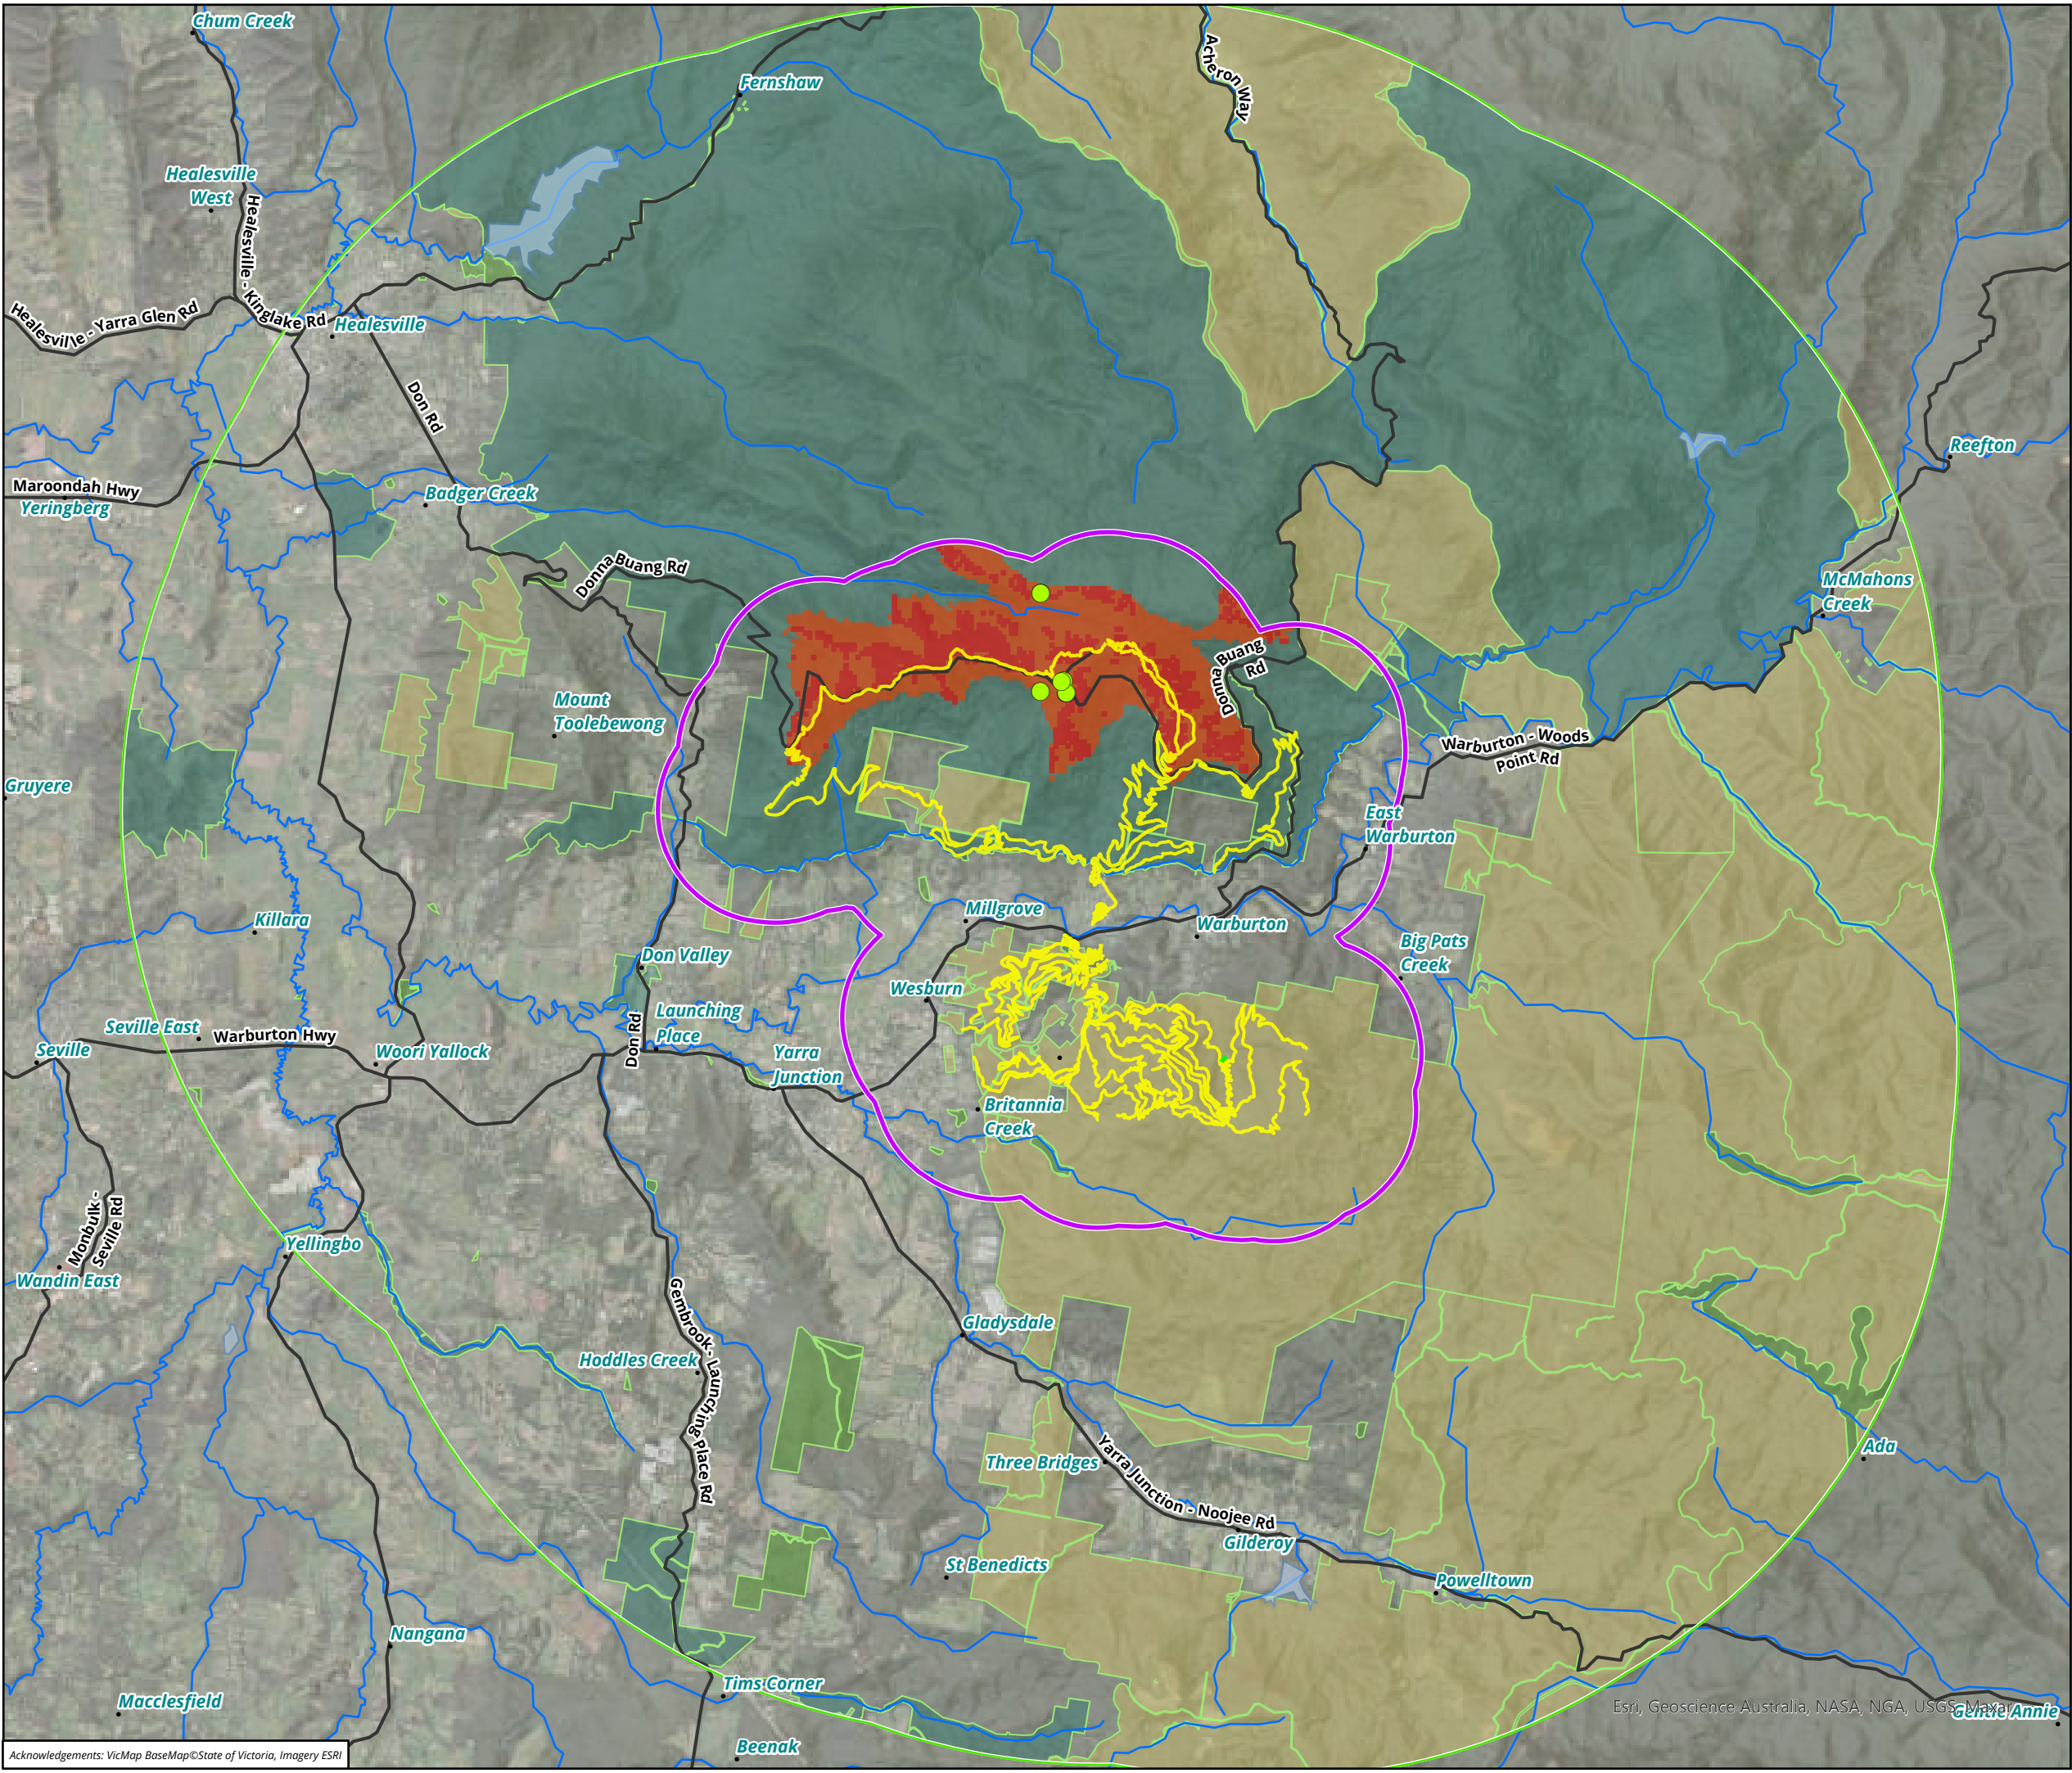 Chum Creek
Acheron Way
Fernshaw
Healesville
West
Healesville - Kinglake Rd
Healesville - Yarra Glen Rd
Healesville
Don Rd
Reefton
Maroondah Hwy
Yeringberg
Badger Creek
Donna Buang Rd
McMahons
Creek
Donna Buang
Rd
Mount
Toolebewong
Warburton - Woods
Point Rd
Gruyere
East
Warburton
Millgrove
Killara
Warburton
Big Pats
Creek
Don Valley
Wesburn
Launching
Place
Seville East
Warburton Hwy
Don Rd
Seville
Woori Yallock
Yarra
Junction
Britannia
Creek
Monbulk -
Seville Rd
Yellingbo
Wandin East
Gembrook - Launching Place Rd
Gladysdale
Hoddles Creek
Three Bridges
Yarra Junction - Noojee Rd
Ada
Gilderoy
St Benedicts
Powelltown
Nangana
Tims Corner
Macclesfield
Esri, Geoscience Australia, NASA, NGA, USGS, Maxar
Gentle Annie
Beenak
Acknowledgements: VicMap BaseMap©State of Victoria, Imagery ESRI